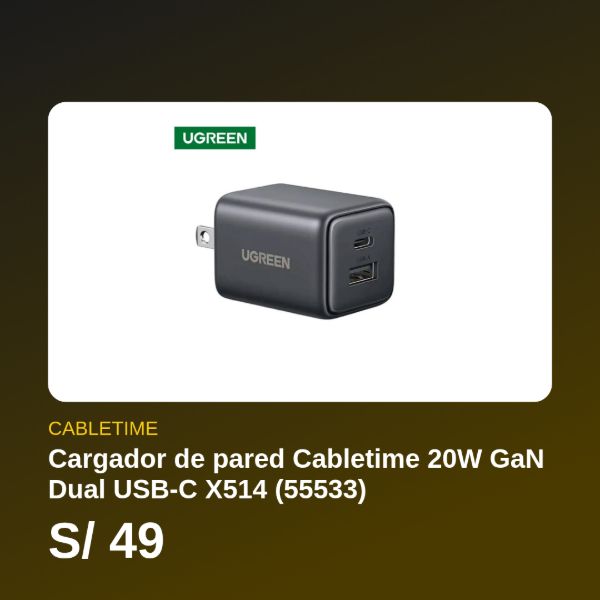 UGREEN
UGREEN
CABLETIME
Cargador de pared Cabletime 20W GaN
Dual USB-C X514 (55533)
S/ 49